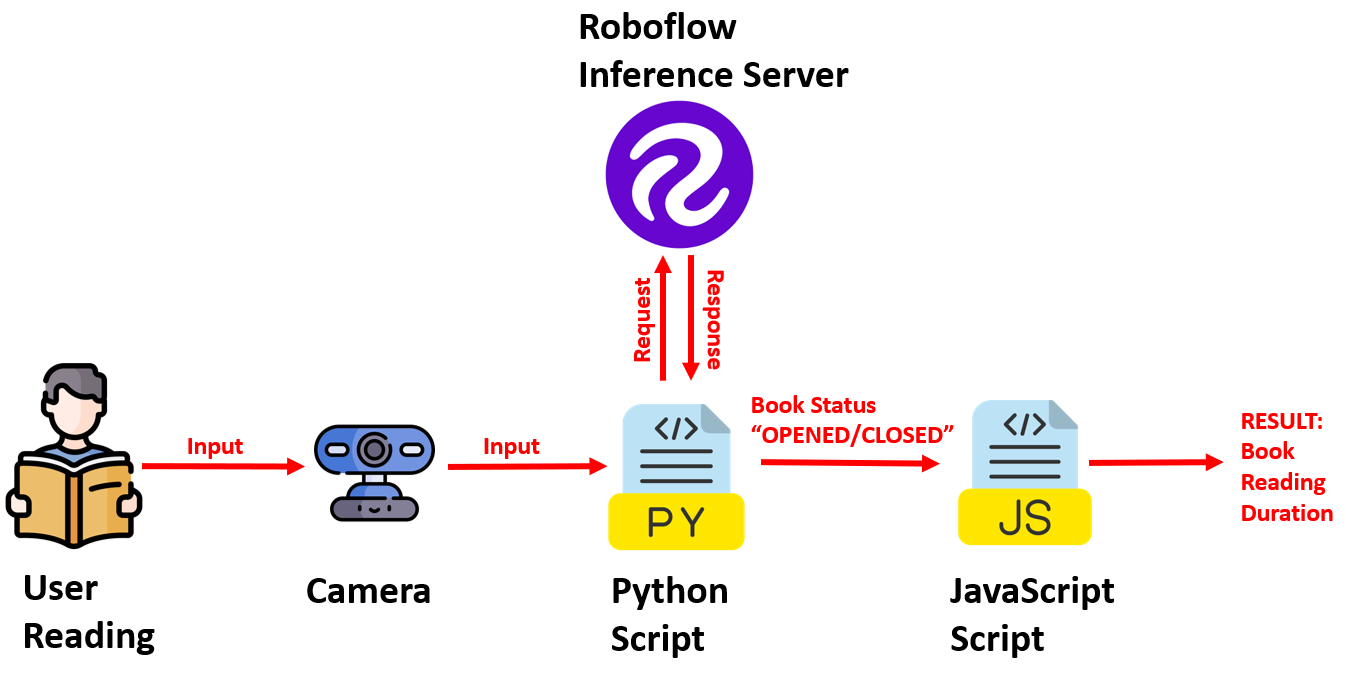 Roboflow
Inference Server
Request
Response
Input
Input
Book Status
“OPENED/CLOSED”
RESULT:
Book
Reading
Duration
</>
PY
</>
JS
User
Reading
Camera
Python
Script
JavaScript
Script